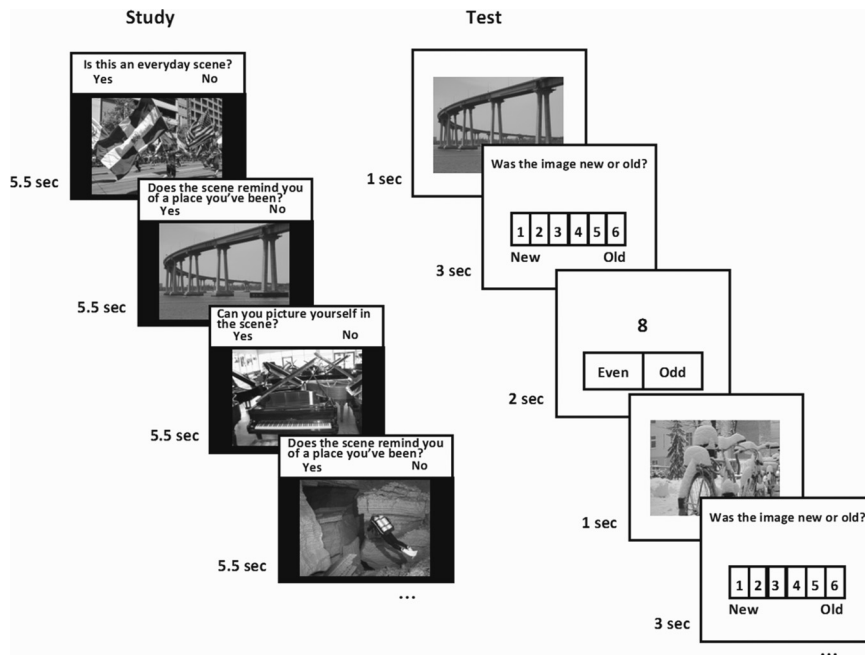 Study
Is this an everyday scene?
Yes No
5.5 sec
Does the scene remind you
of a place you've been?
Yes No
5.5 sec
Can you picture yourself in
the scene?
Yes No
5.5 sec
Does the scene remind you
of a place you've been?
Yes No
5.5 sec
...
Test
1 sec
Was the image new or old?
1 2 3 4 5 6
New Old
3 sec
8
Even Odd
2 sec
1 sec
Was the image new or old?
1 2 3 4 5 6
New Old
3 sec
...